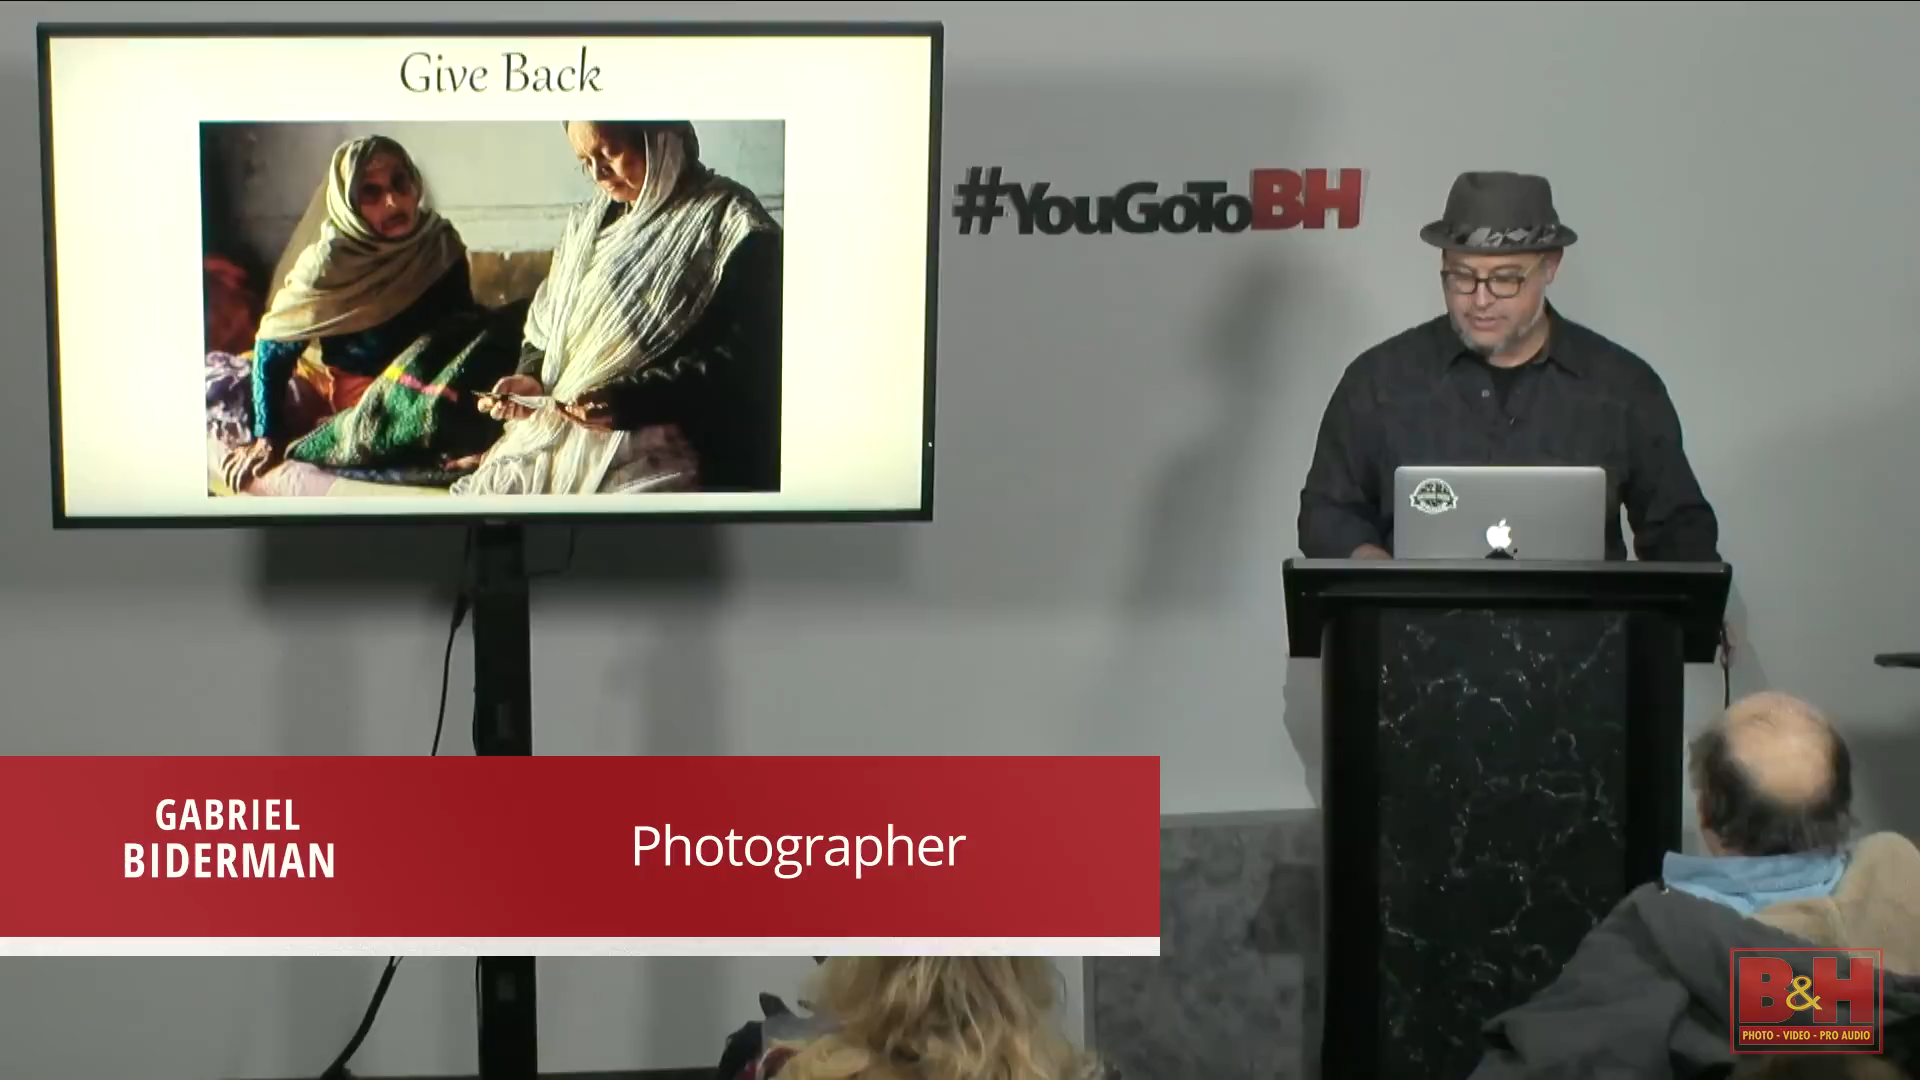 Give Back
#YouGoToBH
GABRIEL
BIDERMAN
Photographer
B&H
PHOTO - VIDEO - PRO AUDIO